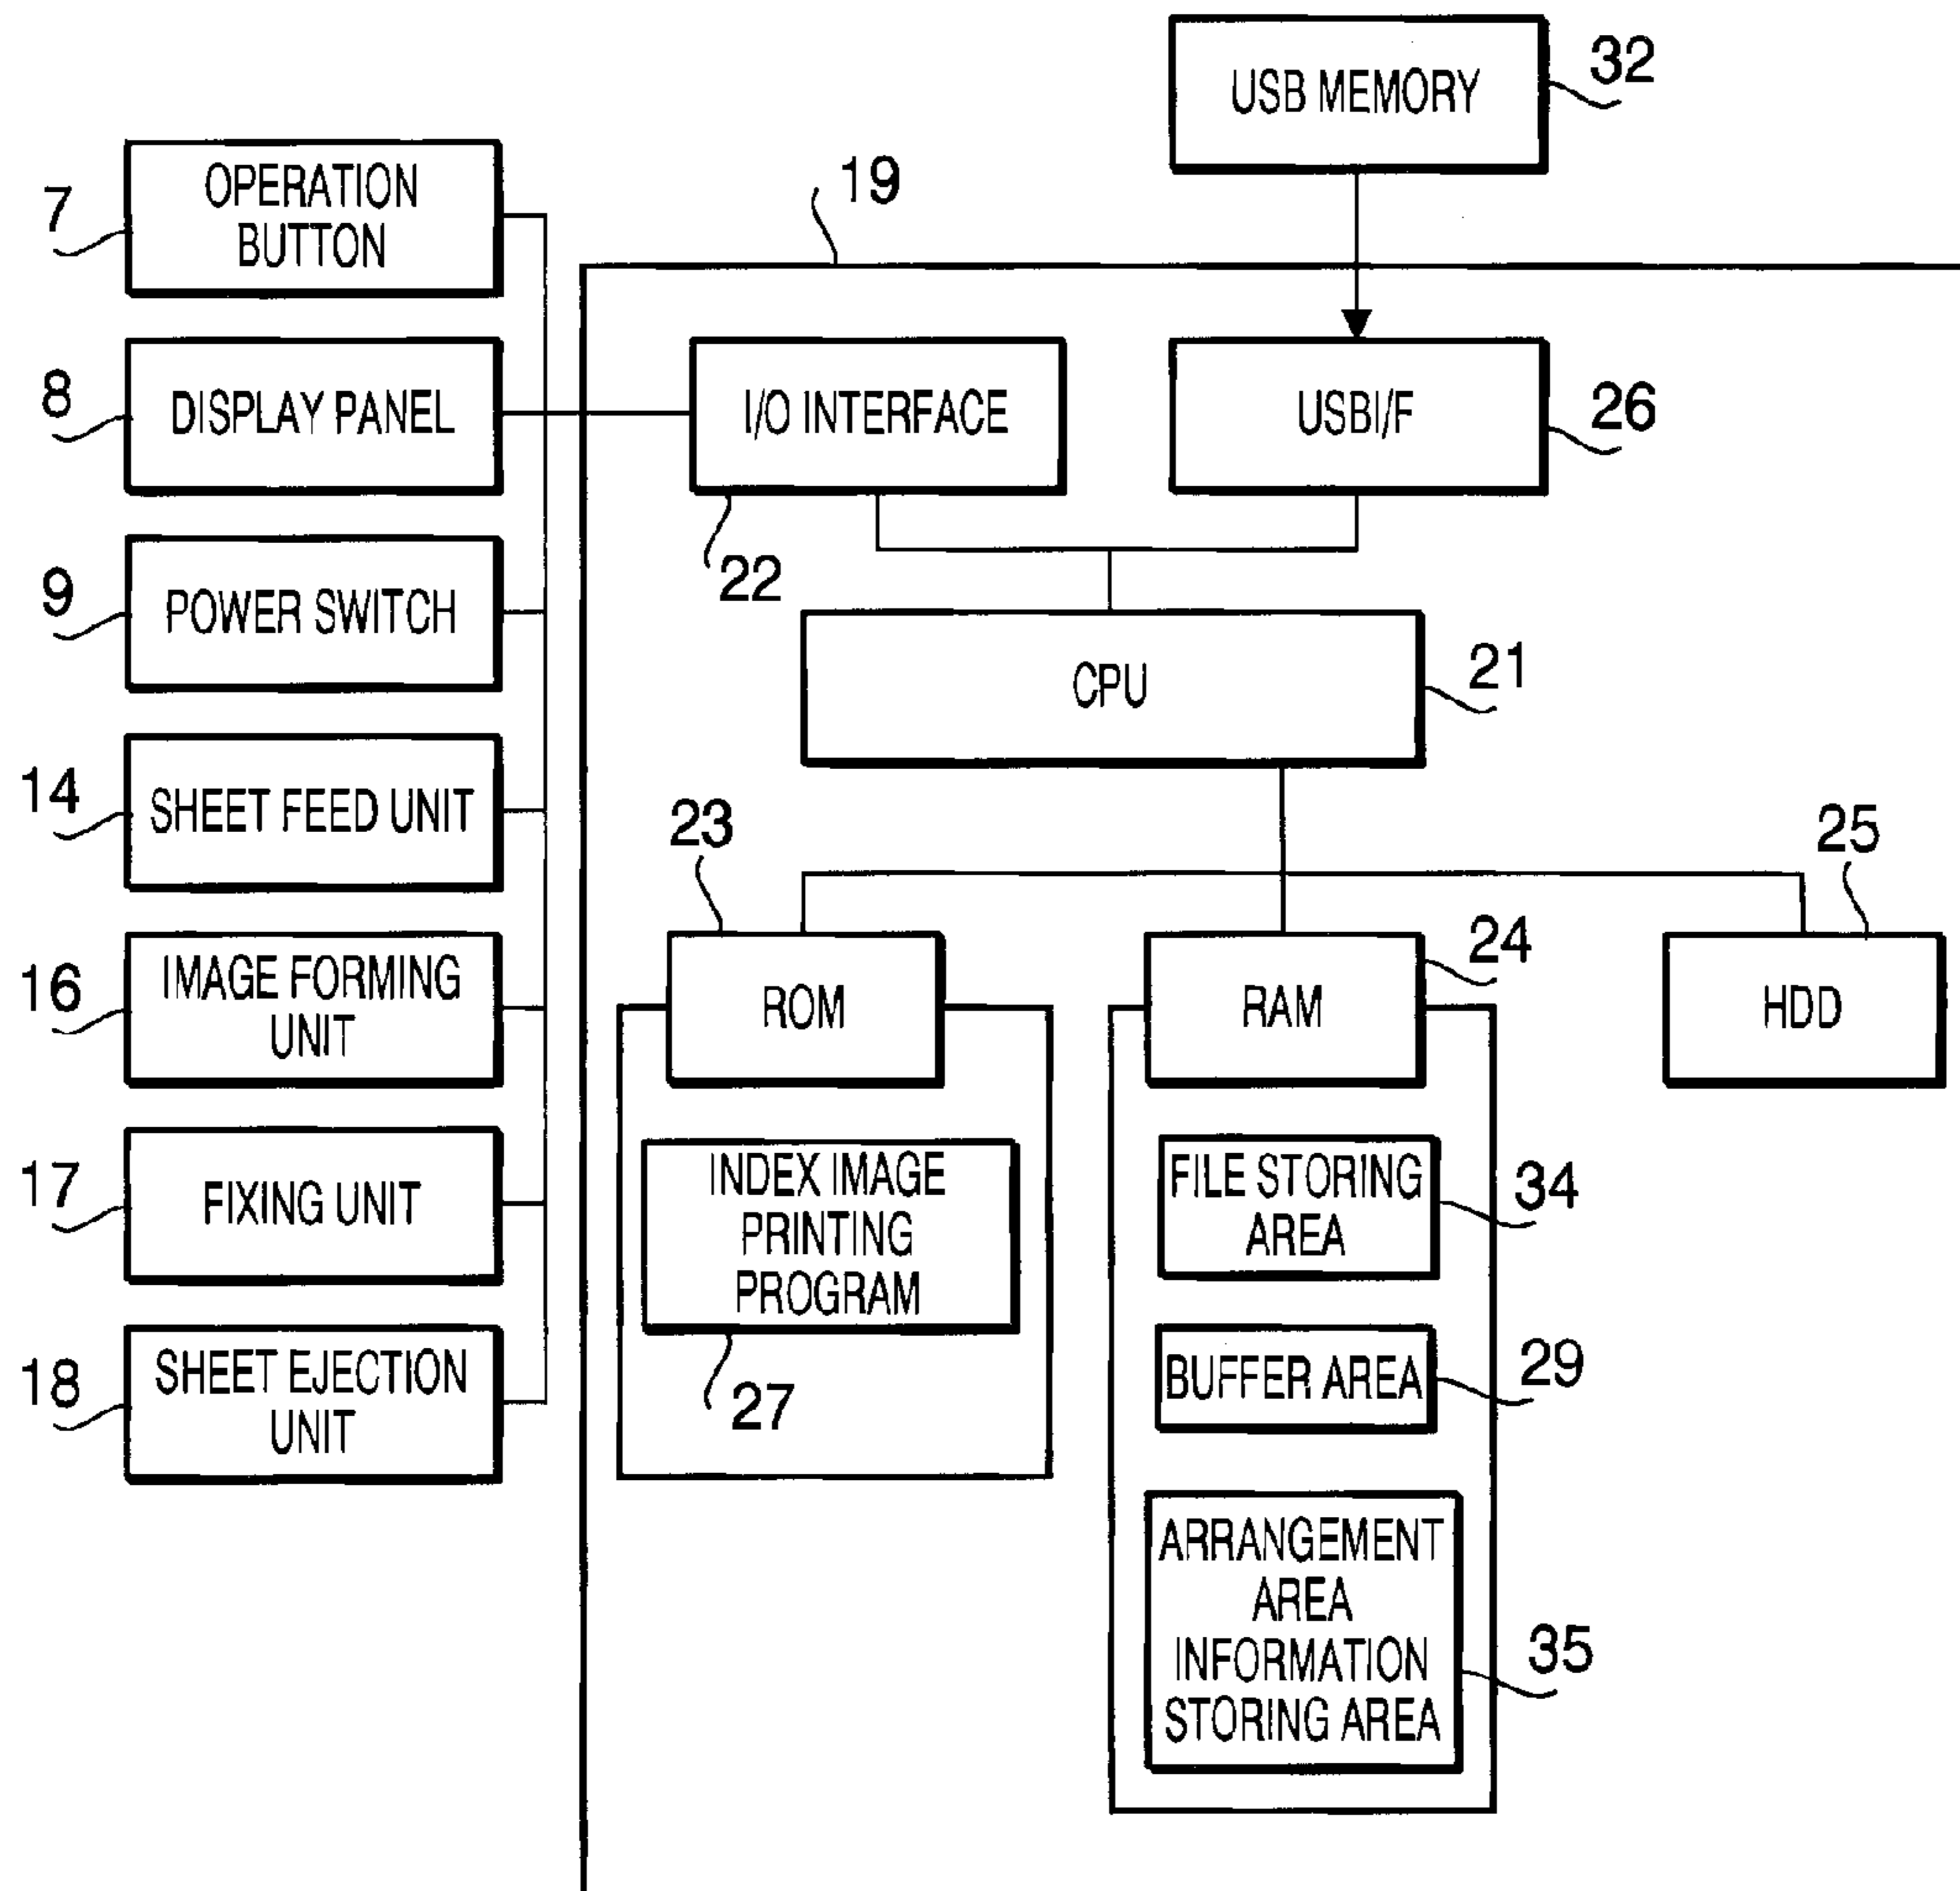 USB MEMORY
32
OPERATION
BUTTON
7
19
DISPLAY PANEL
8
I/O INTERFACE
22
USBI/F
26
POWER SWITCH
9
CPU
21
SHEET FEED UNIT
14
23
25
IMAGE FORMING
UNIT
16
ROM
RAM
24
HDD
FIXING UNIT
17
INDEX IMAGE
PRINTING
PROGRAM
27
FILE STORING
AREA
34
SHEET EJECTION
UNIT
18
BUFFER AREA
29
ARRANGEMENT
AREA
INFORMATION
STORING AREA
35